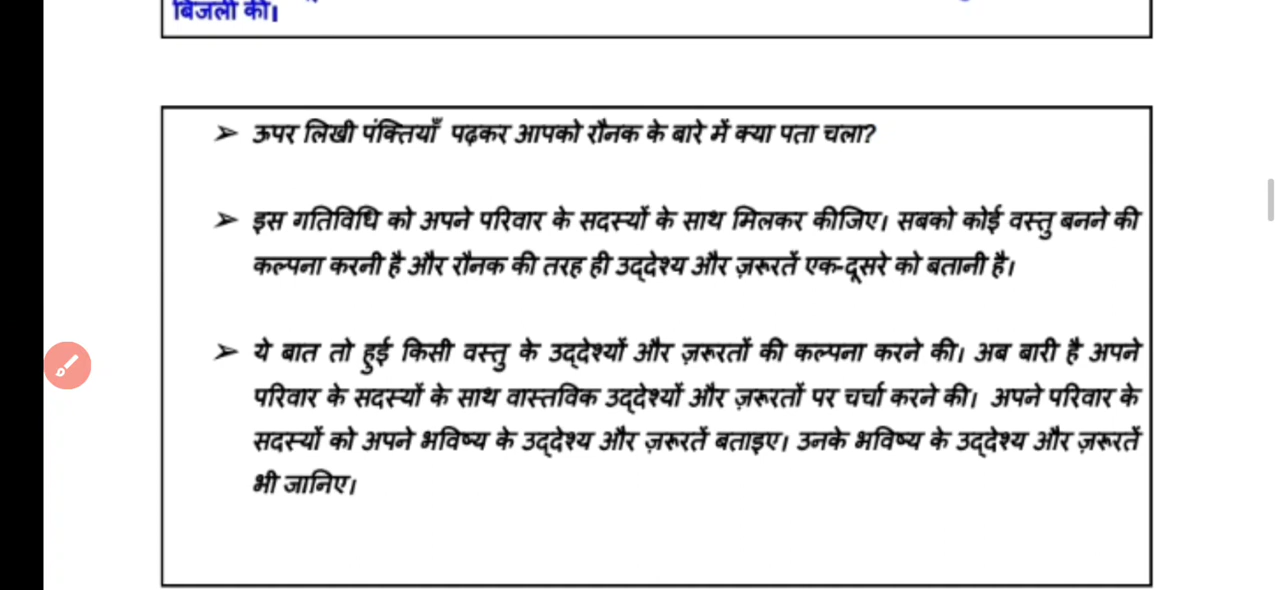 बिजली की।
➢ ऊपर लिखी पंक्तियाँ पढ़कर आपको रौनक के बारे में क्या पता चला?
➢ इस गतिविधि को अपने परिवार के सदस्यों के साथ मिलकर कीजिए। सबको कोई वस्तु बनने की
कल्पना करनी है और रौनक की तरह ही उद्देश्य और ज़रूरतें एक-दूसरे को बतानी है।
➢ ये बात तो हुई किसी वस्तु के उद्देश्यों और ज़रूरतों की कल्पना करने की। अब बारी है अपने
परिवार के सदस्यों के साथ वास्तविक उद्देश्यों और ज़रूरतों पर चर्चा करने की। अपने परिवार के
सदस्यों को अपने भविष्य के उद्देश्य और ज़रूरतें बताइए। उनके भविष्य के उद्देश्य और ज़रूरतें
भी जानिए।